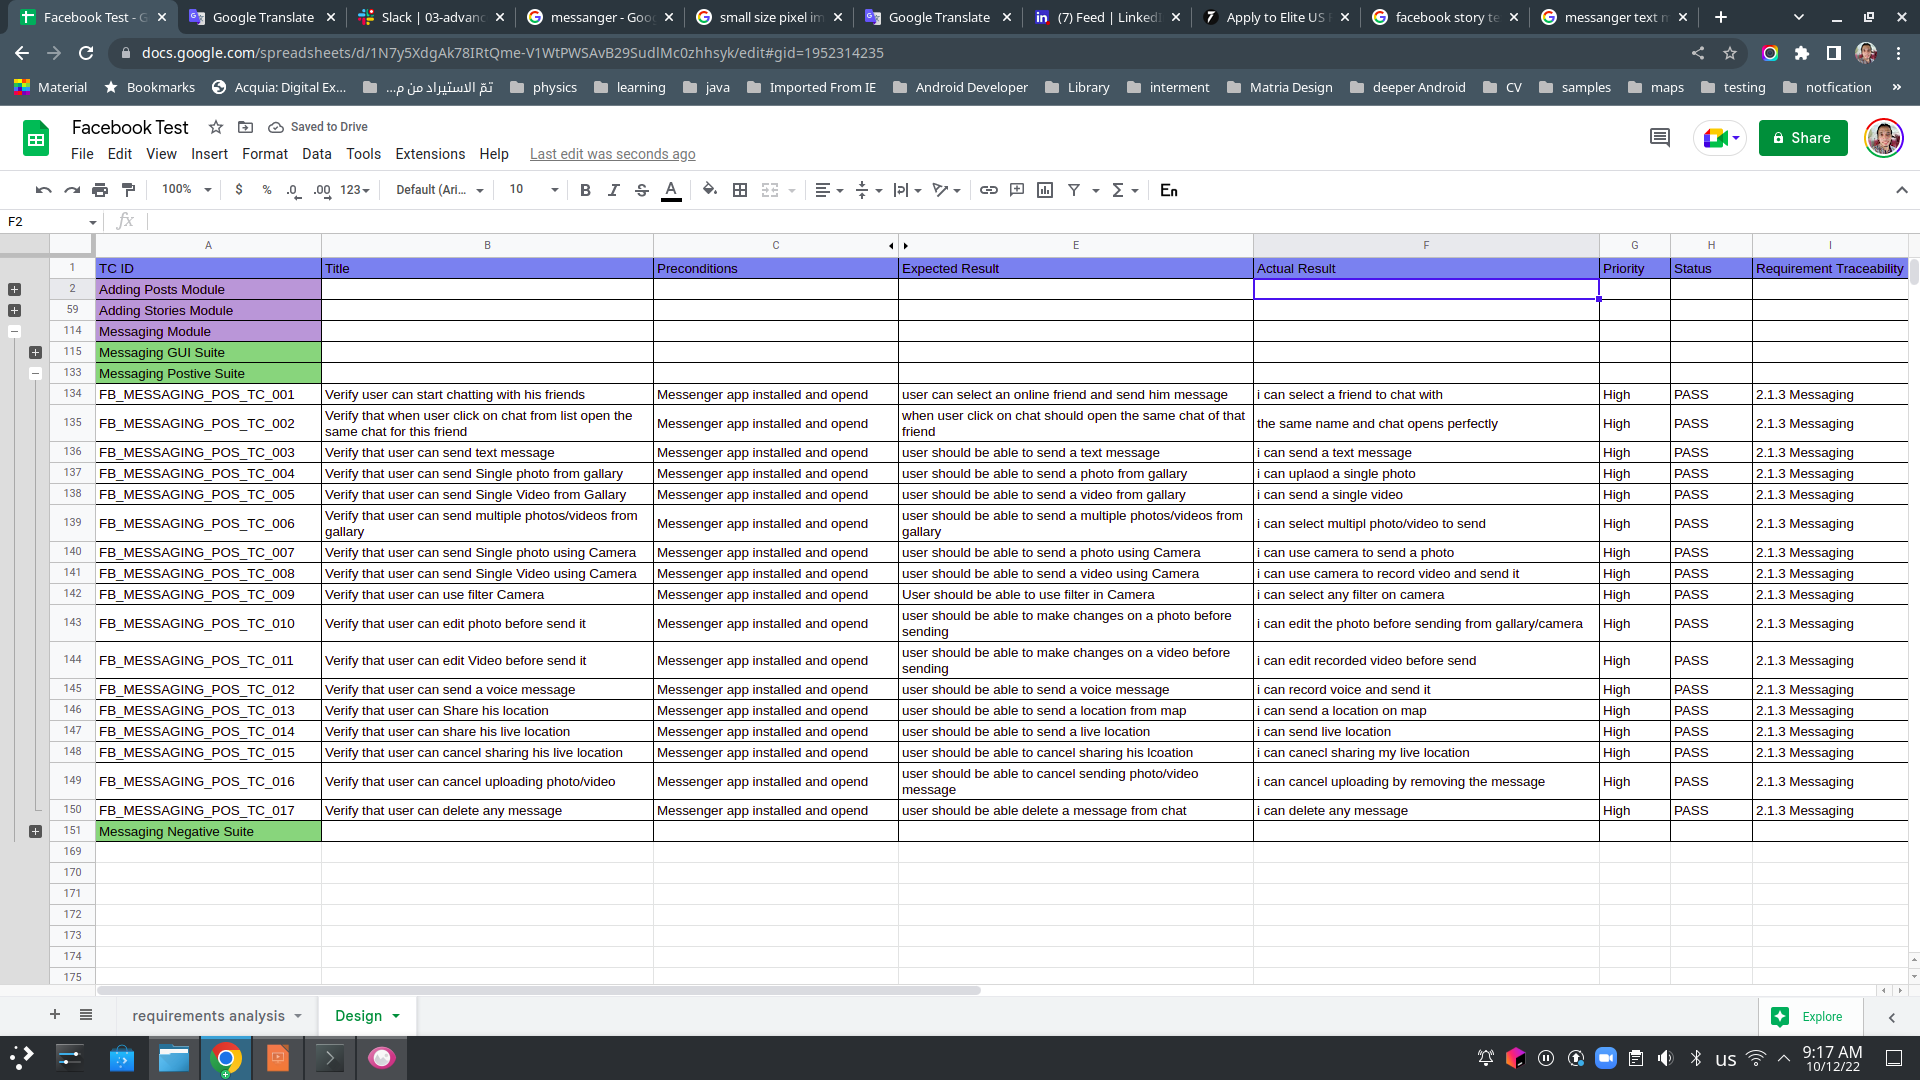 Facebook Test - G
Google Translate
Slack | 03-advanc
messanger - Goo
small size pixel im
Google Translate
(7) Feed | LinkedI
Apply to Elite US
facebook story te
messanger text m
docs.google.com/spreadsheets/d/1N7y5XdgAk78IRtQme-V1WtPWSAvB29SudlMc0zhhsyk/edit#gid=1952314235
Material Bookmarks Acquia: Digital Ex... تمّ الاستيراد من م... physics learning java Imported From IE Android Developer Library interment Matria Design deeper Android CV samples maps testing notfication »
Facebook Test Saved to Drive
Share
File Edit View Insert Format Data Tools Extensions Help Last edit was seconds ago
100% $ % .0 .00 123 Default (Ari... 10 B I S A Σ En
F2 fx
A B C E F G H I
1 TC ID Title Preconditions Expected Result Actual Result Priority Status Requirement Traceability
2 Adding Posts Module
59 Adding Stories Module
114 Messaging Module
115 Messaging GUI Suite
133 Messaging Postive Suite
134 FB_MESSAGING_POS_TC_001 Verify user can start chatting with his friends Messenger app installed and opend user can select an online friend and send him message i can select a friend to chat with High PASS 2.1.3 Messaging
135 FB_MESSAGING_POS_TC_002 Verify that when user click on chat from list open the same chat for this friend Messenger app installed and opend when user click on chat should open the same chat of that friend the same name and chat opens perfectly High PASS 2.1.3 Messaging
136 FB_MESSAGING_POS_TC_003 Verify that user can send text message Messenger app installed and opend user should be able to send a text message i can send a text message High PASS 2.1.3 Messaging
137 FB_MESSAGING_POS_TC_004 Verify that user can send Single photo from gallary Messenger app installed and opend user should be able to send a photo from gallary i can uplaod a single photo High PASS 2.1.3 Messaging
138 FB_MESSAGING_POS_TC_005 Verify that user can send Single Video from Gallary Messenger app installed and opend user should be able to send a video from gallary i can send a single video High PASS 2.1.3 Messaging
139 FB_MESSAGING_POS_TC_006 Verify that user can send multiple photos/videos from gallary Messenger app installed and opend user should be able to send a multiple photos/videos from gallary i can select multipl photo/video to send High PASS 2.1.3 Messaging
140 FB_MESSAGING_POS_TC_007 Verify that user can send Single photo using Camera Messenger app installed and opend user should be able to send a photo using Camera i can use camera to send a photo High PASS 2.1.3 Messaging
141 FB_MESSAGING_POS_TC_008 Verify that user can send Single Video using Camera Messenger app installed and opend user should be able to send a video using Camera i can use camera to record video and send it High PASS 2.1.3 Messaging
142 FB_MESSAGING_POS_TC_009 Verify that user can use filter Camera Messenger app installed and opend User should be able to use filter in Camera i can select any filter on camera High PASS 2.1.3 Messaging
143 FB_MESSAGING_POS_TC_010 Verify that user can edit photo before send it Messenger app installed and opend user should be able to make changes on a photo before sending i can edit the photo before sending from gallary/camera High PASS 2.1.3 Messaging
144 FB_MESSAGING_POS_TC_011 Verify that user can edit Video before send it Messenger app installed and opend user should be able to make changes on a video before sending i can edit recorded video before send High PASS 2.1.3 Messaging
145 FB_MESSAGING_POS_TC_012 Verify that user can send a voice message Messenger app installed and opend user should be able to send a voice message i can record voice and send it High PASS 2.1.3 Messaging
146 FB_MESSAGING_POS_TC_013 Verify that user can Share his location Messenger app installed and opend user should be able to send a location from map i can send a location on map High PASS 2.1.3 Messaging
147 FB_MESSAGING_POS_TC_014 Verify that user can share his live location Messenger app installed and opend user should be able to send a live location i can send live location High PASS 2.1.3 Messaging
148 FB_MESSAGING_POS_TC_015 Verify that user can cancel sharing his live location Messenger app installed and opend user should be able to cancel sharing his lcoation i can canecl sharing my live location High PASS 2.1.3 Messaging
149 FB_MESSAGING_POS_TC_016 Verify that user can cancel uploading photo/video Messenger app installed and opend user should be able to cancel sending photo/video message i can cancel uploading by removing the message High PASS 2.1.3 Messaging
150 FB_MESSAGING_POS_TC_017 Verify that user can delete any message Messenger app installed and opend user should be able delete a message from chat i can delete any message High PASS 2.1.3 Messaging
151 Messaging Negative Suite
169
170
171
172
173
174
175
requirements analysis Design Explore
us 9:17 AM
10/12/22